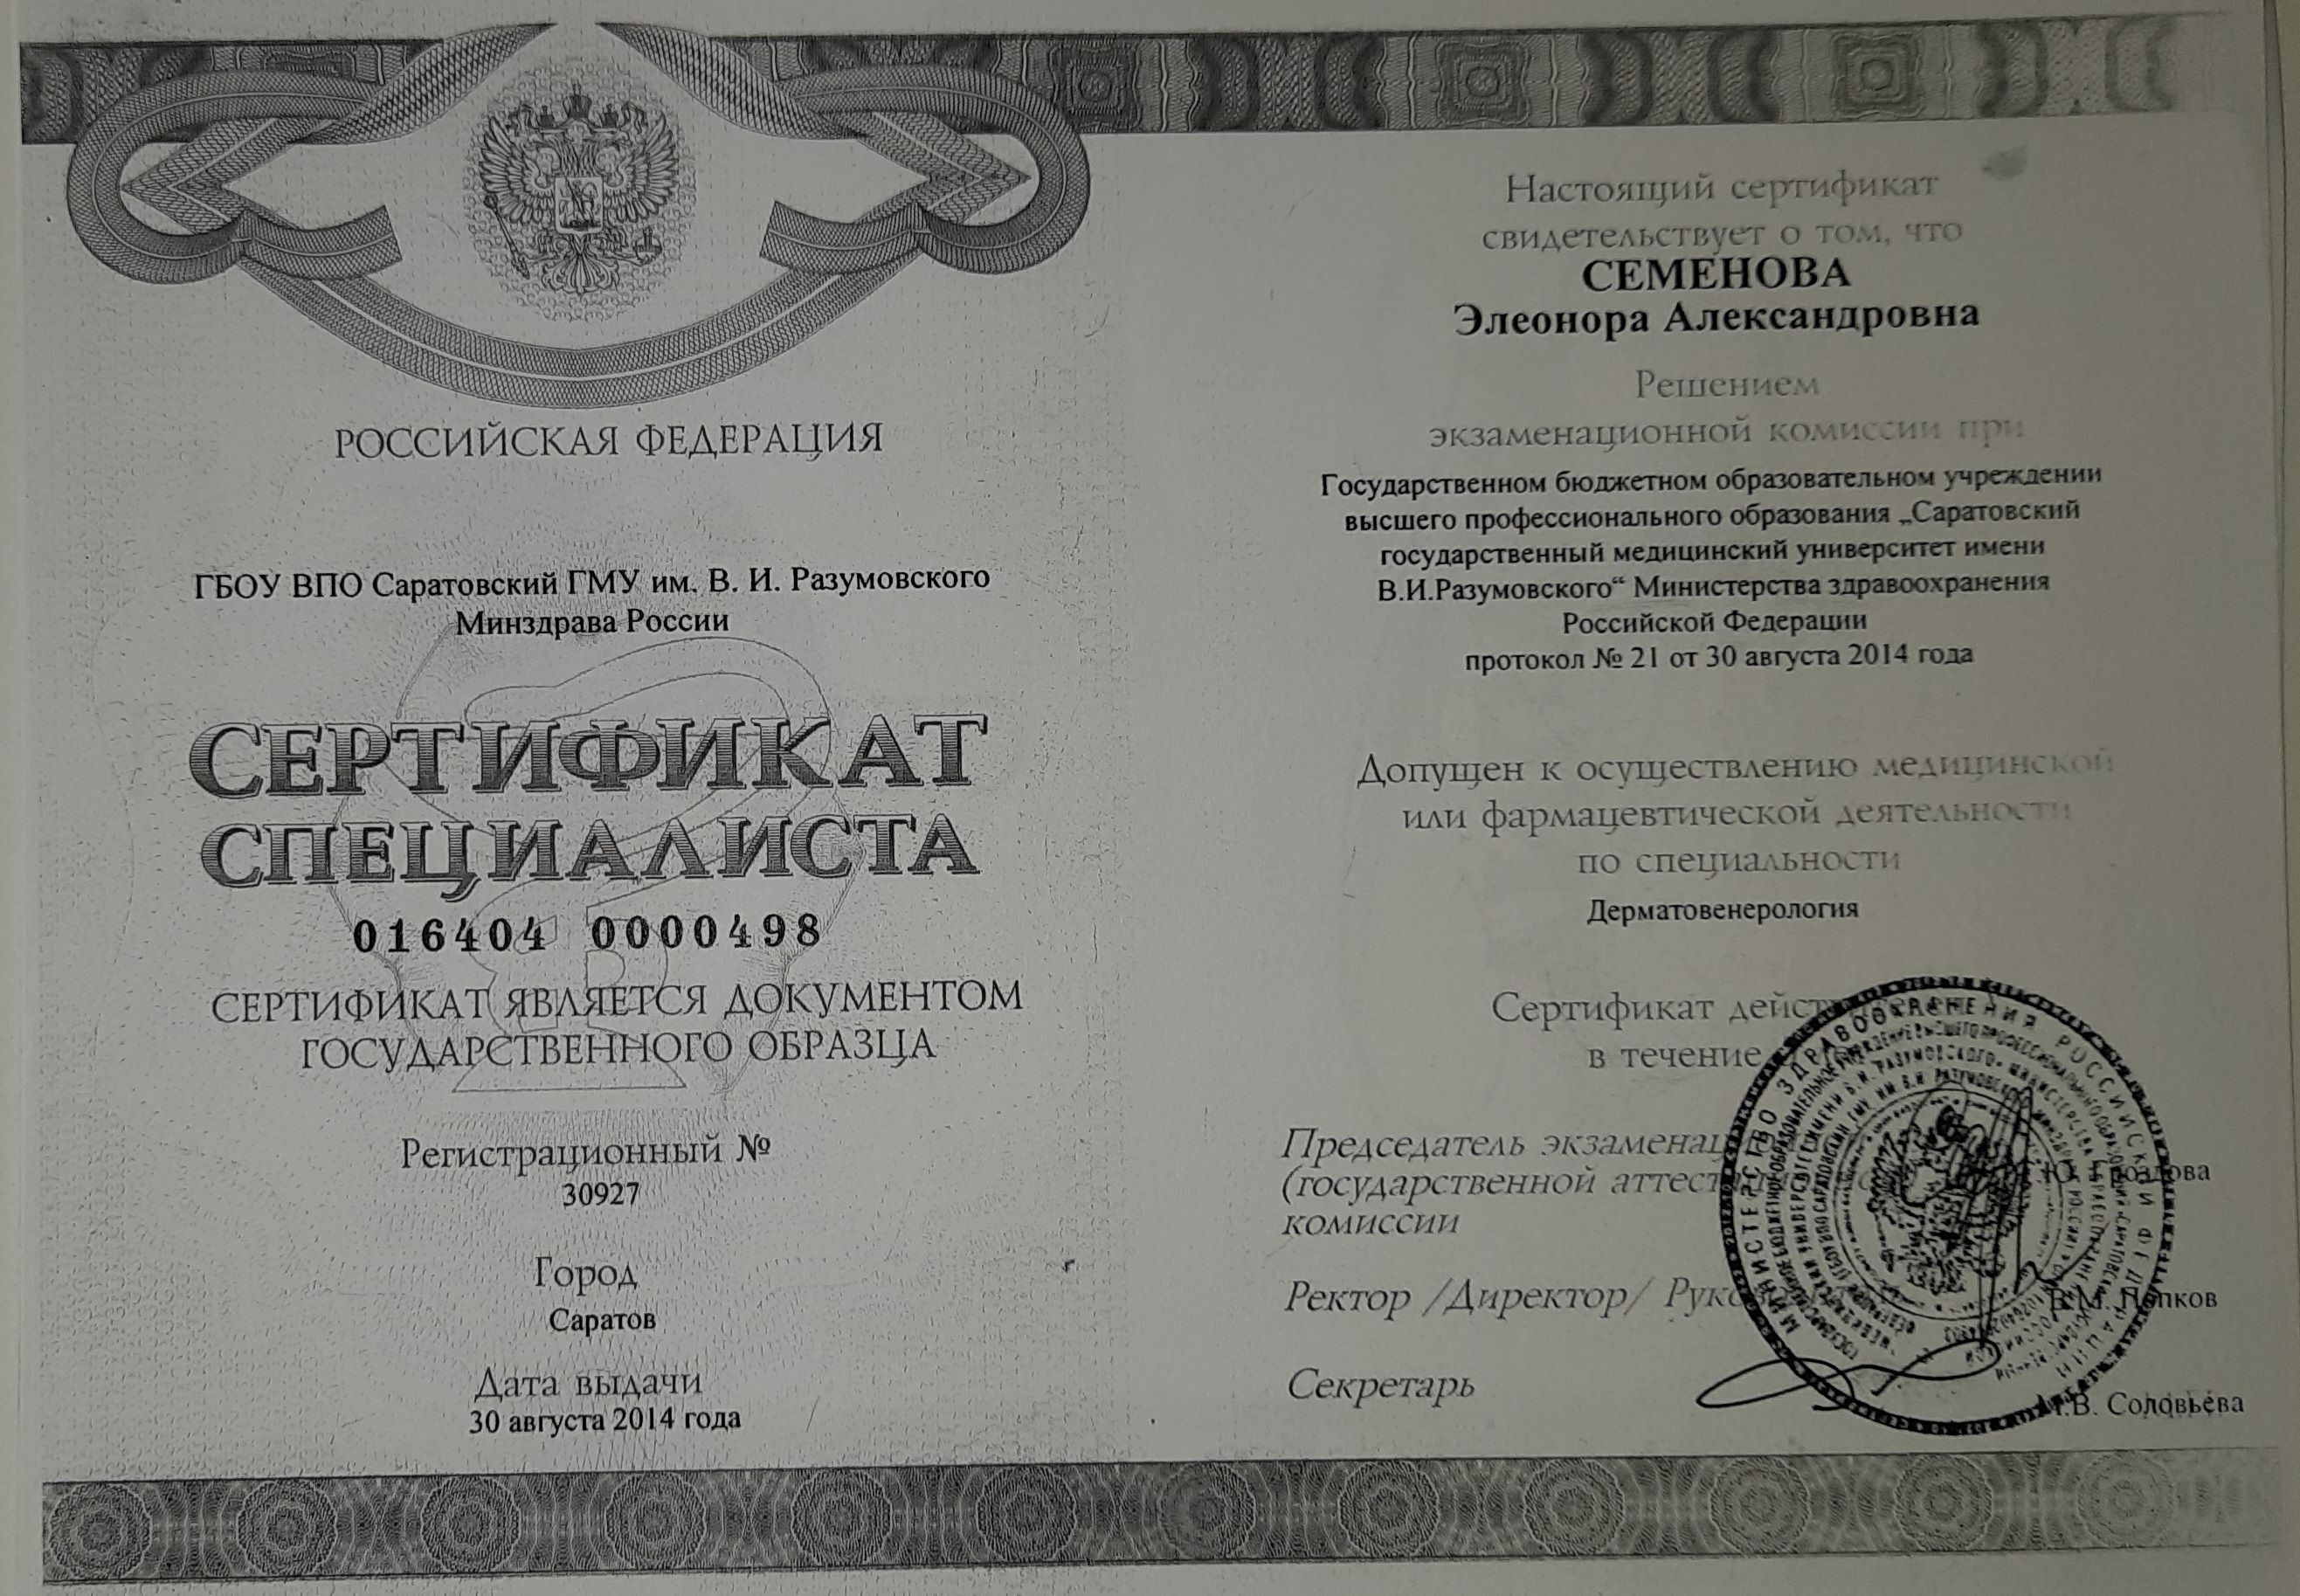 РОССИЙСКАЯ ФЕДЕРАЦИЯ
ГБОУ ВПО Саратовский ГМУ им. В. И. Разумовского
Минздрава России
СЕРТИФИКАТ
СПЕЦИАЛИСТА
016404 0000498
СЕРТИФИКАТ ЯВЛЯЕТСЯ ДОКУМЕНТОМ
ГОСУДАРСТВЕННОГО ОБРАЗЦА
Регистрационный №
30927
Город
Саратов
Дата выдачи
30 августа 2014 года
Настоящий сертификат
свидетельствует о том, что
СЕМЕНОВА
Элеонора Александровна
Решением
экзаменационной комиссии при
Государственном бюджетном образовательном учреждении
высшего профессионального образования „Саратовский
государственный медицинский университет имени
В.И.Разумовского“ Министерства здравоохранения
Российской Федерации
протокол № 21 от 30 августа 2014 года
Допущен к осуществлению медицинской
или фармацевтической деятельности
по специальности
Дерматовенерология
Сертификат
в течение
Председатель
(государственной
комиссии
Ректор /Директор/
Секретарь
Соловьёва
МИНИСТЕРСТВО ЗДРАВООХРАНЕНИЯ РОССИЙСКОЙ ФЕДЕРАЦИИ